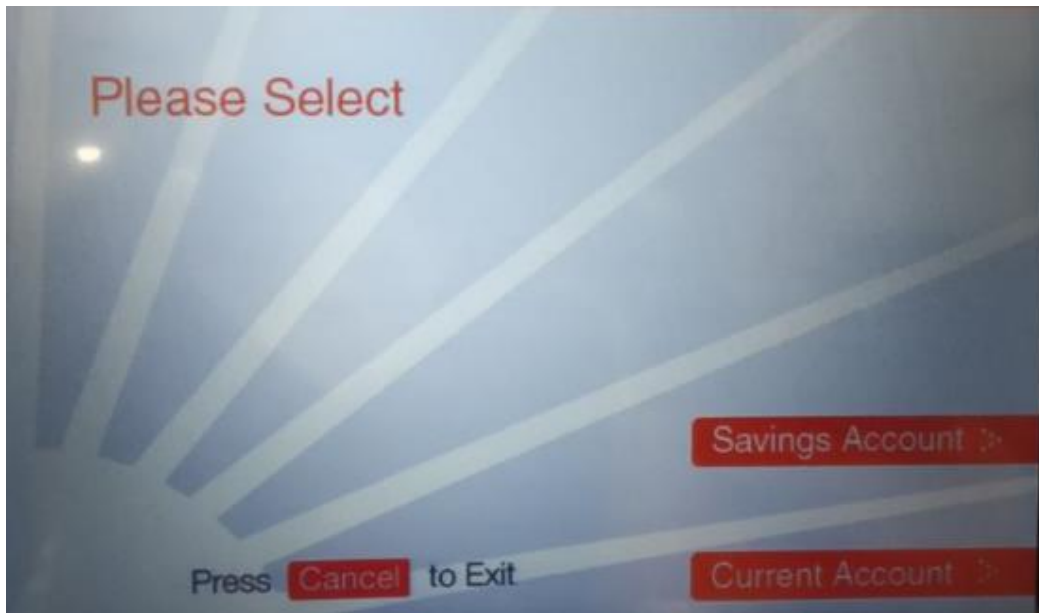 Please Select
Savings Account
Press Cancel to Exit
Current Account